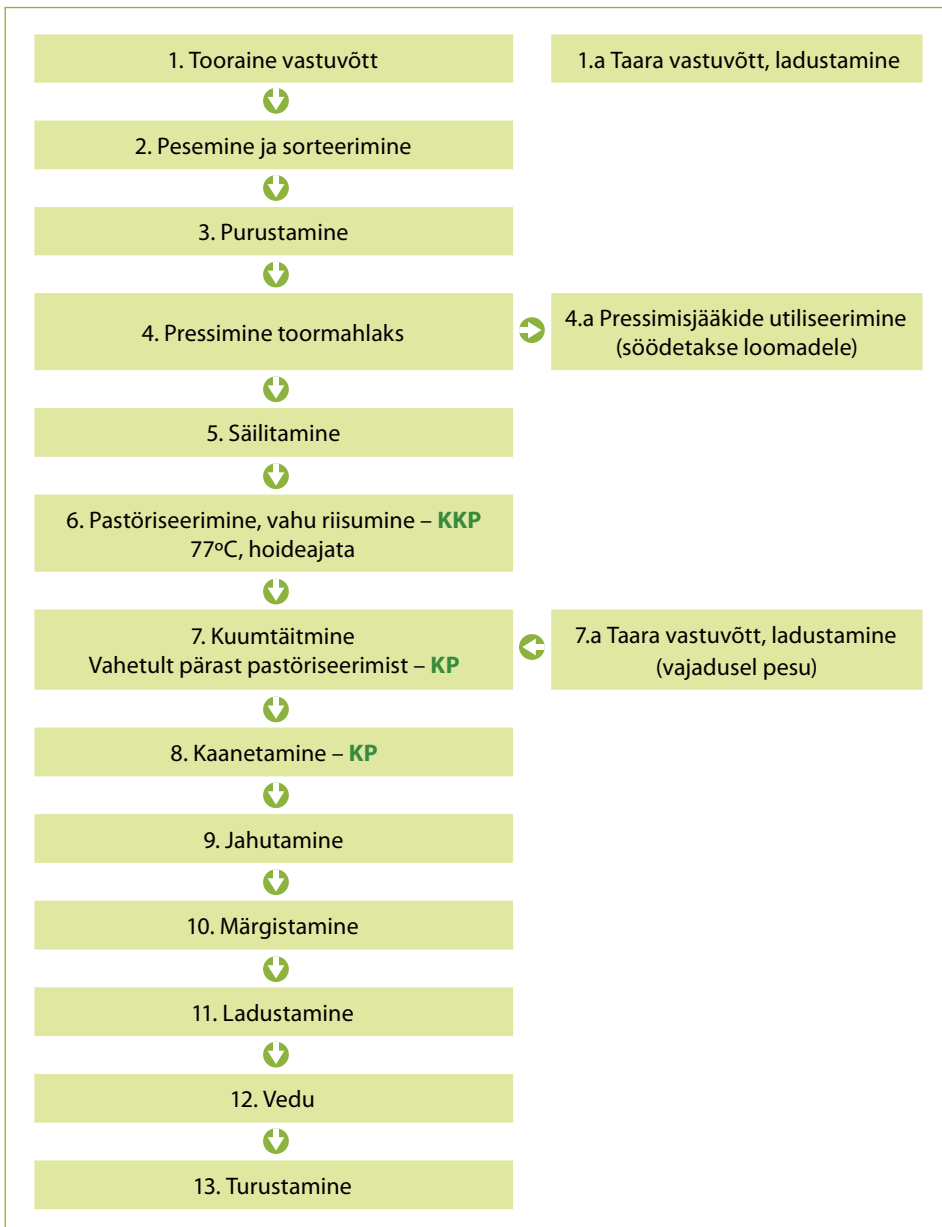 1. Tooraine vastuvõtt
1.a Taara vastuvõtt, ladustamine
2. Pesemine ja sorteerimine
3. Purustamine
4. Pressimine toormahlaks
4.a Pressimisjääkide utiliseerimine
(söödetakse loomadele)
5. Säilitamine
6. Pastöriseerimine, vahu riisumine – KKP
77ºC, hoideajata
7. Kuumtäitmine
Vahetult pärast pastöriseerimist – KP
7.a Taara vastuvõtt, ladustamine
(vajadusel pesu)
8. Kaanetamine – KP
9. Jahutamine
10. Märgistamine
11. Ladustamine
12. Vedu
13. Turustamine